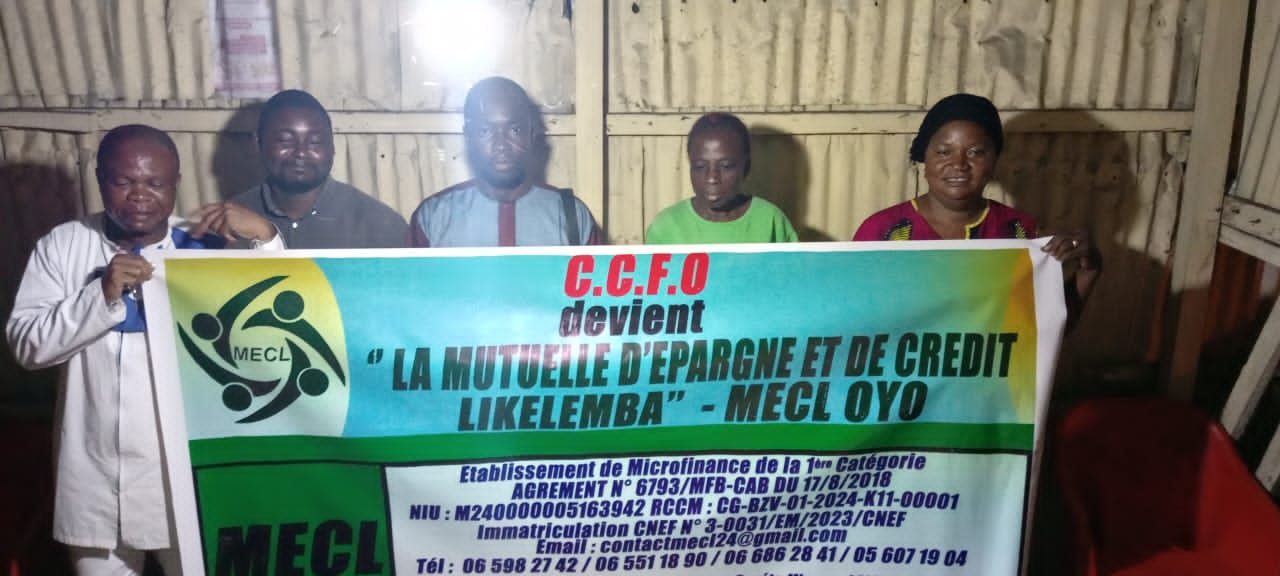 MECL
C.C.F.O
devient
" LA MUTUELLE D'EPARGNE ET DE CREDIT
LIKELEMBA" - MECL OYO
MECL
Etablissement de Microfinance de la 1ère Catégorie
AGREMENT N° 6793/MFB-CAB DU 17/8/2018
NIU : M240000005163942 RCCM : CG-BZV-01-2024-K11-00001
Immatriculation CNEF N° 3-0031/EM/2023/CNEF
Email : contactmecl24@gmail.com
Tél : 06 598 27 42 / 06 551 18 90 / 06 686 28 41 / 05 607 19 04